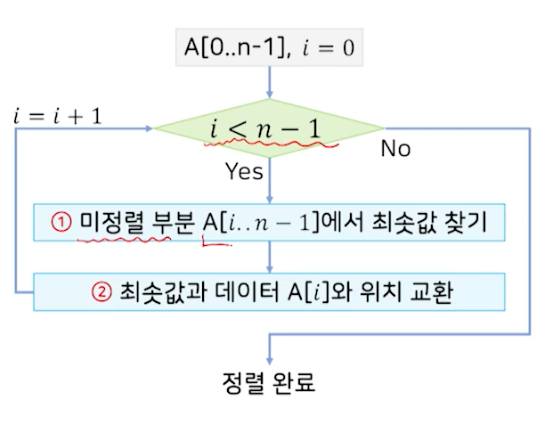 A[0..n-1], i = 0
i = i + 1
i < n − 1
No
Yes
① 미정렬 부분 A[i..n − 1]에서 최솟값 찾기
② 최솟값과 데이터 A[i]와 위치 교환
정렬 완료